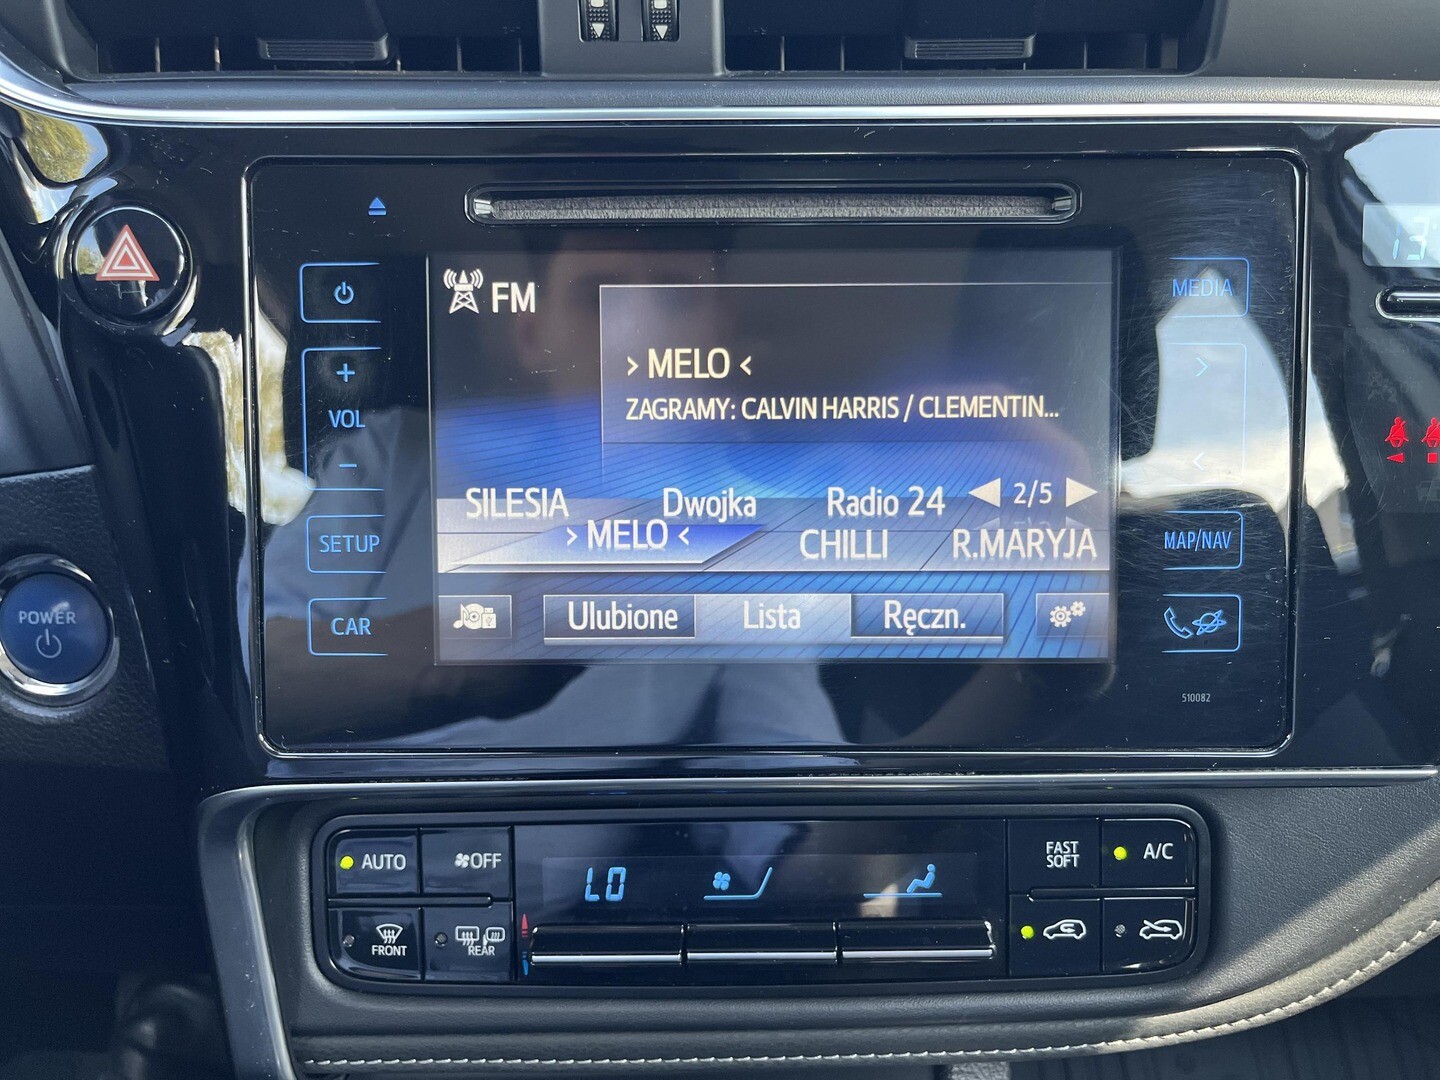 FM
MEDIA
> MELO <
ZAGRAMY: CALVIN HARRIS / CLEMENTIN...
+
VOL
−
SILESIA Dwojka Radio 24 2/5
> MELO < CHILLI R.MARYJA
SETUP
MAP/NAV
CAR
Ulubione Lista Ręczn.
POWER
510082
AUTO
OFF
LO
FAST
SOFT
A/C
FRONT
REAR